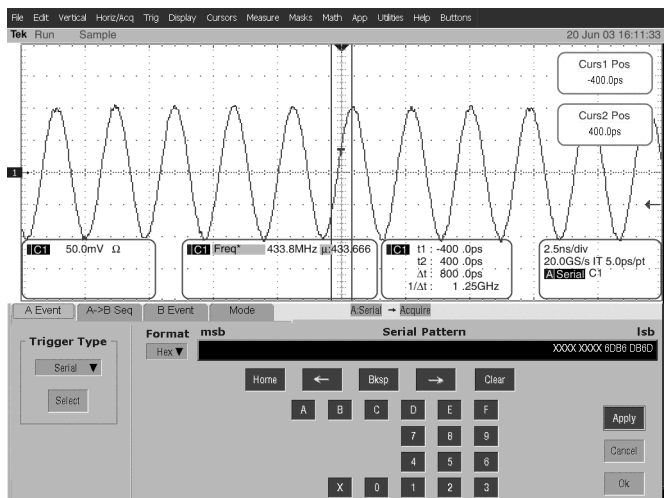 File Edit Vertical Horiz/Acq Trig Display Cursors Measure Masks Math App Utilities Help Buttons
Tek Run Sample 20 Jun 03 16:11:33
Curs1 Pos
-400.0ps
Curs2 Pos
400.0ps
T
1
C1 50.0mV Ω
C1 Freq* 433.8MHz µ:433.666
C1 t1 : -400 .0ps
t2 : 400 .0ps
Δt : 800 .0ps
1/Δt : 1 .25GHz
2.5ns/div
20.0GS/s IT 5.0ps/pt
A Serial C1
A Event A->B Seq B Event Mode A:Serial → Acquire
Trigger Type
Serial ▼
Select
Format msb Serial Pattern lsb
Hex ▼ XXXX XXXX 6DB6 DB6D
Home ← Bksp → Clear
A B C D E F
7 8 9
4 5 6
X 0 1 2 3
Apply
Cancel
Ok